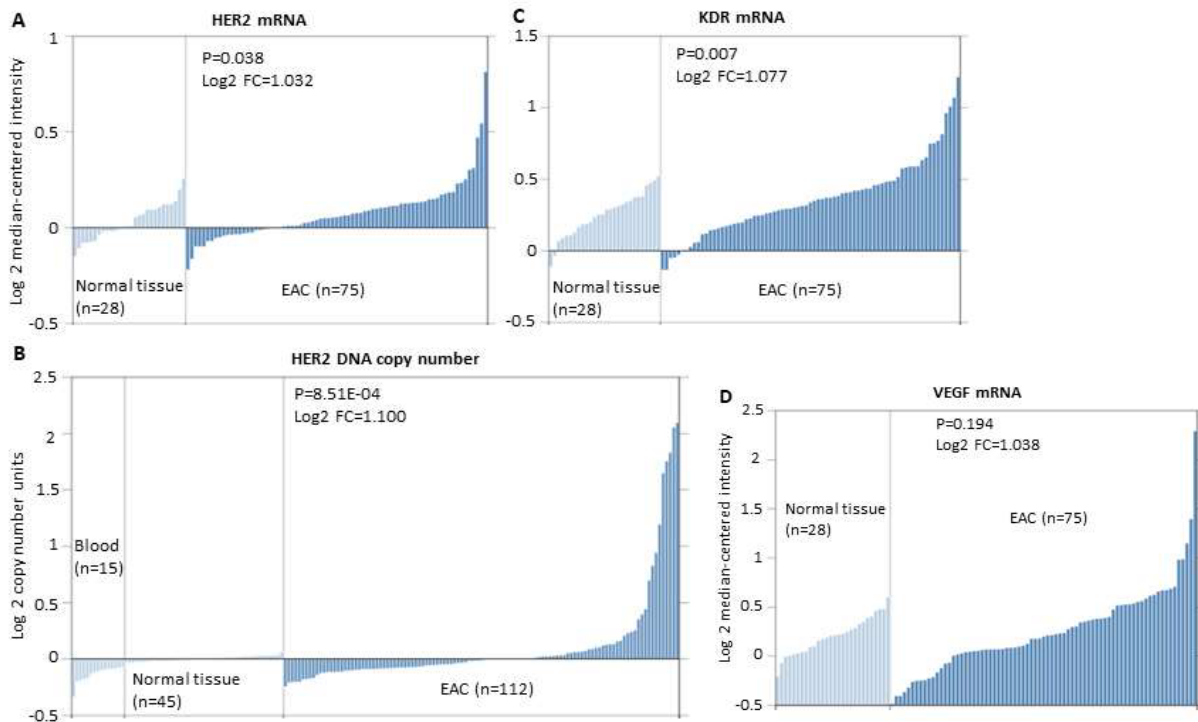 A
HER2 mRNA
Log 2 median-centered intensity
1
0.5
0
-0.5
P=0.038
Log2 FC=1.032
Normal tissue
(n=28)
EAC (n=75)
C
KDR mRNA
1.5
1
0.5
0
-0.5
P=0.007
Log2 FC=1.077
Normal tissue
(n=28)
EAC (n=75)
B
HER2 DNA copy number
Log 2 copy number units
2.5
2
1.5
1
0.5
0
-0.5
P=8.51E-04
Log2 FC=1.100
Blood
(n=15)
Normal tissue
(n=45)
EAC (n=112)
D
VEGF mRNA
Log 2 median-centered intensity
2.5
2
1.5
1
0.5
0
-0.5
P=0.194
Log2 FC=1.038
Normal tissue
(n=28)
EAC (n=75)